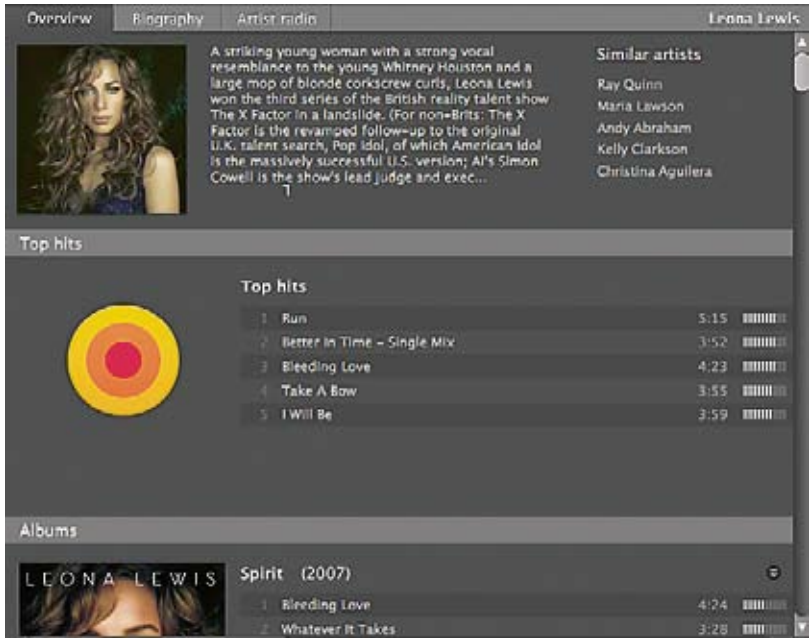 Overview Biography Artist radio Leona Lewis
A striking young woman with a strong vocal
resemblance to the young Whitney Houston and a
large mop of blonde corkscrew curls, Leona Lewis
won the third series of the British reality talent show
The X Factor in a landslide. (For non-Brits: The X
Factor is the revamped follow-up to the original
U.K. talent search, Pop Idol, of which American Idol
is the massively successful U.S. version; AI's Simon
Cowell is the show's lead judge and exec...
Similar artists
Ray Quinn
Maria Lawson
Andy Abraham
Kelly Clarkson
Christina Aguilera
Top hits
Top hits
1 Run 5:15
2 Better In Time - Single Mix 3:52
3 Bleeding Love 4:23
4 Take A Bow 3:55
5 I Will Be 3:59
Albums
LEONA LEWIS
Spirit (2007)
1 Bleeding Love 4:24
2 Whatever It Takes 3:28